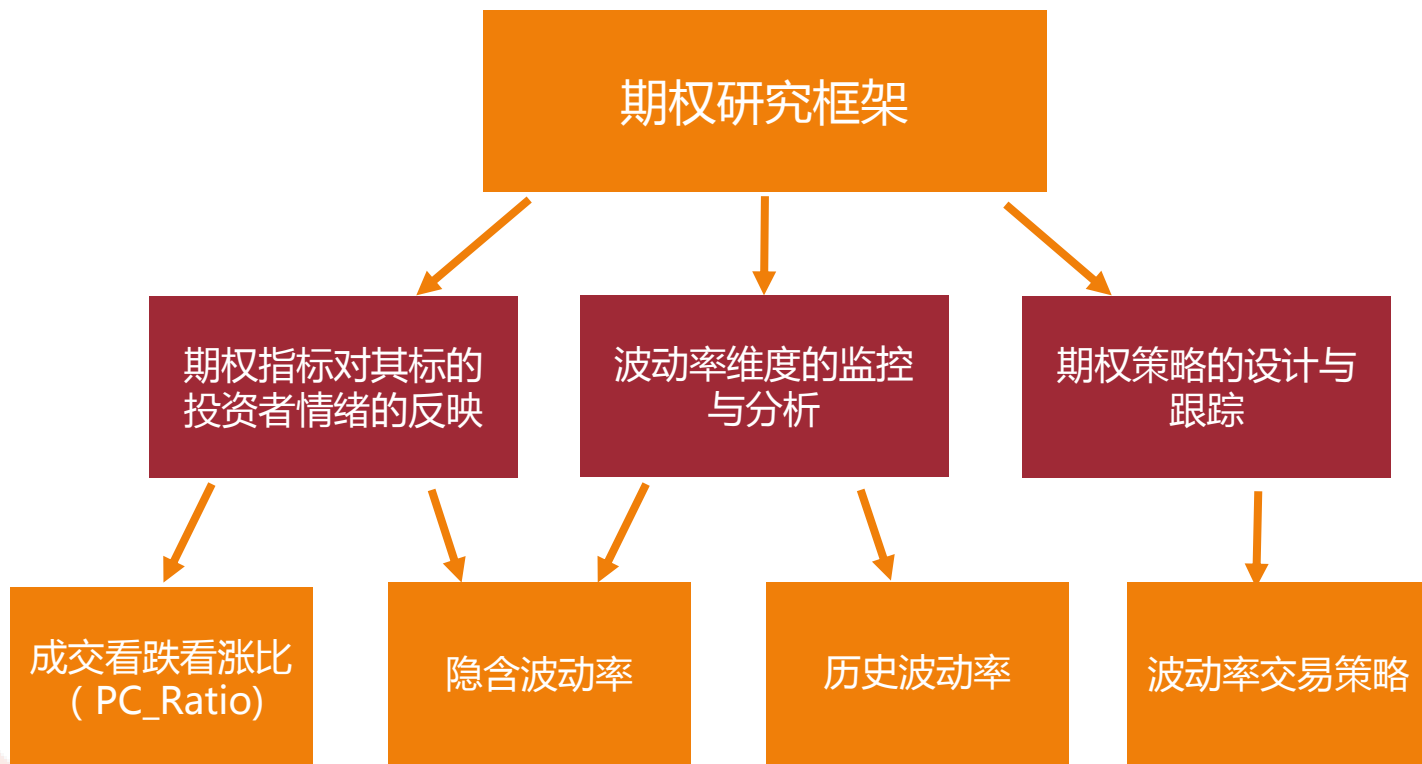 期权研究框架
期权指标对其标的
投资者情绪的反映
波动率维度的监控
与分析
期权策略的设计与
跟踪
成交看跌看涨比
( PC_Ratio)
隐含波动率
历史波动率
波动率交易策略